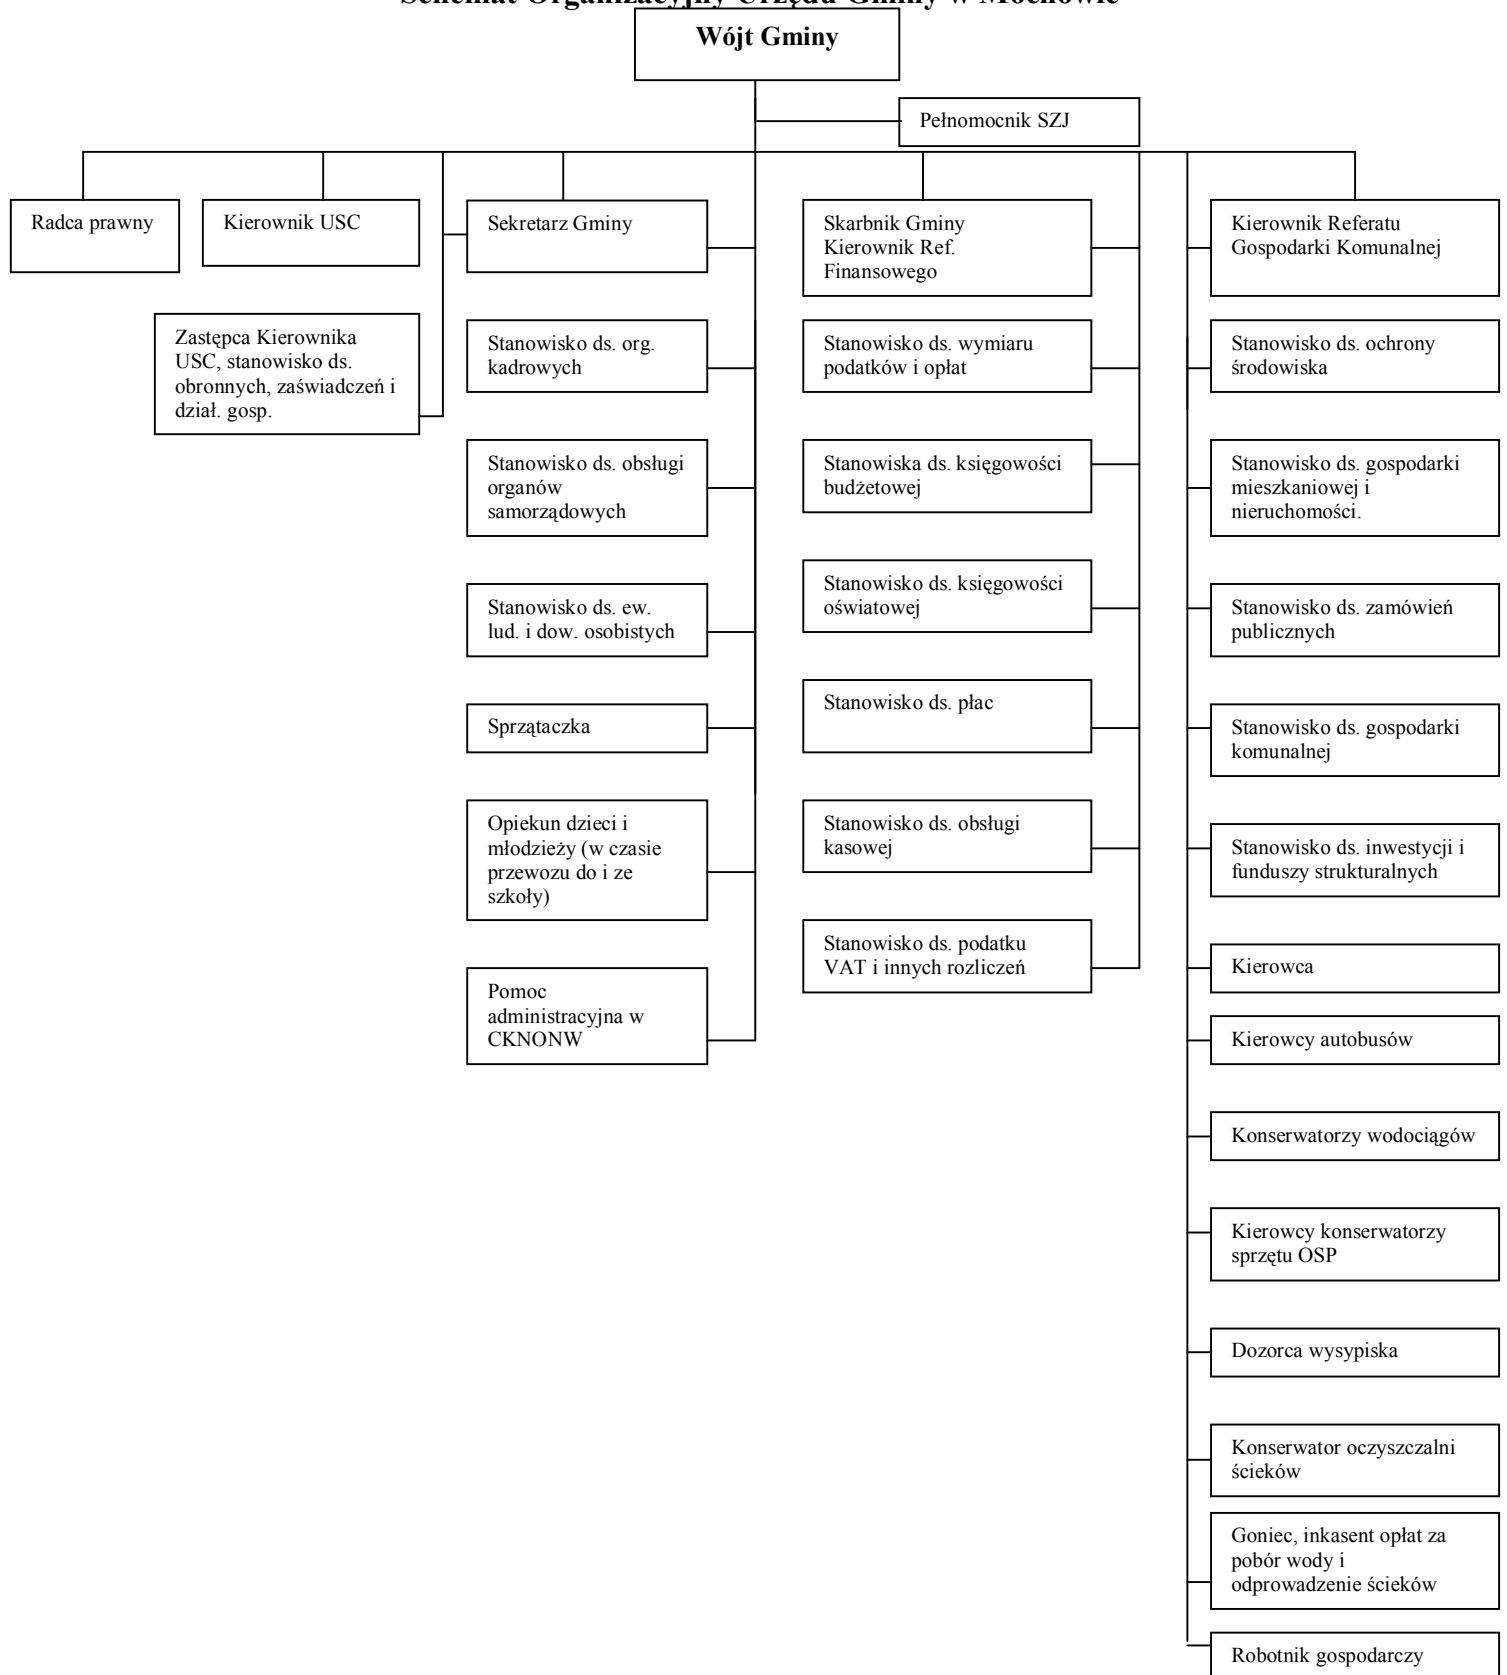 Schemat Organizacyjny Urzędu Gminy w Mochowie
Wójt Gminy
Pełnomocnik SZJ
Radca prawny
Kierownik USC
Sekretarz Gminy
Skarbnik Gminy
Kierownik Ref.
Finansowego
Kierownik Referatu
Gospodarki Komunalnej
Zastępca Kierownika
USC, stanowisko ds.
obronnych, zaświadczeń i
dział. gosp.
Stanowisko ds. org.
kadrowych
Stanowisko ds. wymiaru
podatków i opłat
Stanowisko ds. ochrony
środowiska
Stanowisko ds. obsługi
organów
samorządowych
Stanowiska ds. księgowości
budżetowej
Stanowisko ds. gospodarki
mieszkaniowej i
nieruchomości.
Stanowisko ds. ew.
lud. i dow. osobistych
Stanowisko ds. księgowości
oświatowej
Stanowisko ds. zamówień
publicznych
Sprzątaczka
Stanowisko ds. płac
Stanowisko ds. gospodarki
komunalnej
Opiekun dzieci i
młodzieży (w czasie
przewozu do i ze
szkoły)
Stanowisko ds. obsługi
kasowej
Stanowisko ds. inwestycji i
funduszy strukturalnych
Pomoc
administracyjna w
CKNONW
Stanowisko ds. podatku
VAT i innych rozliczeń
Kierowca
Kierowcy autobusów
Konserwatorzy wodociągów
Kierowcy konserwatorzy
sprzętu OSP
Dozorca wysypiska
Konserwator oczyszczalni
ścieków
Goniec, inkasent opłat za
pobór wody i
odprowadzenie ścieków
Robotnik gospodarczy